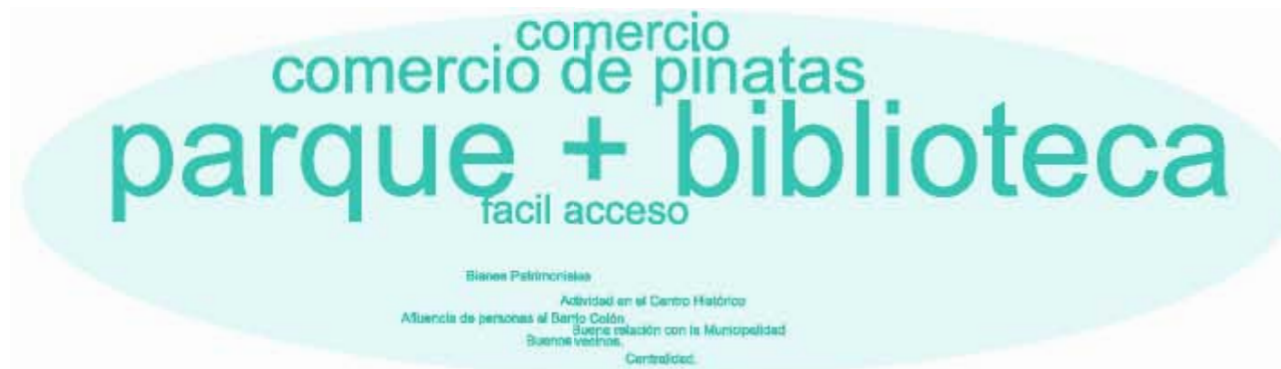 comercio
comercio de pinatas
parque + biblioteca
facil acceso
Bienes Patrimoniales
Actividad en el Centro Histórico
Afluencia de personas al Barrio Colón
Buena relación con la Municipalidad
Buenos vecinos.
Centralidad.